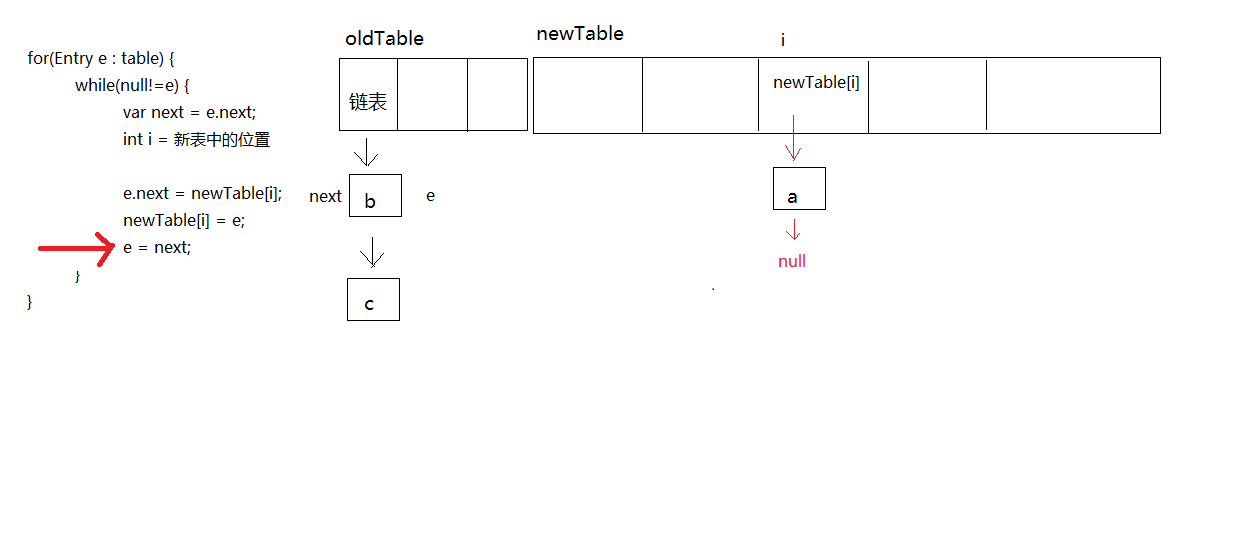 for(Entry e : table) {
while(null!=e) {
var next = e.next;
int i = 新表中的位置
e.next = newTable[i];
newTable[i] = e;
e = next;
}
}
oldTable
链表
next
b
e
c
newTable
i
newTable[i]
a
null